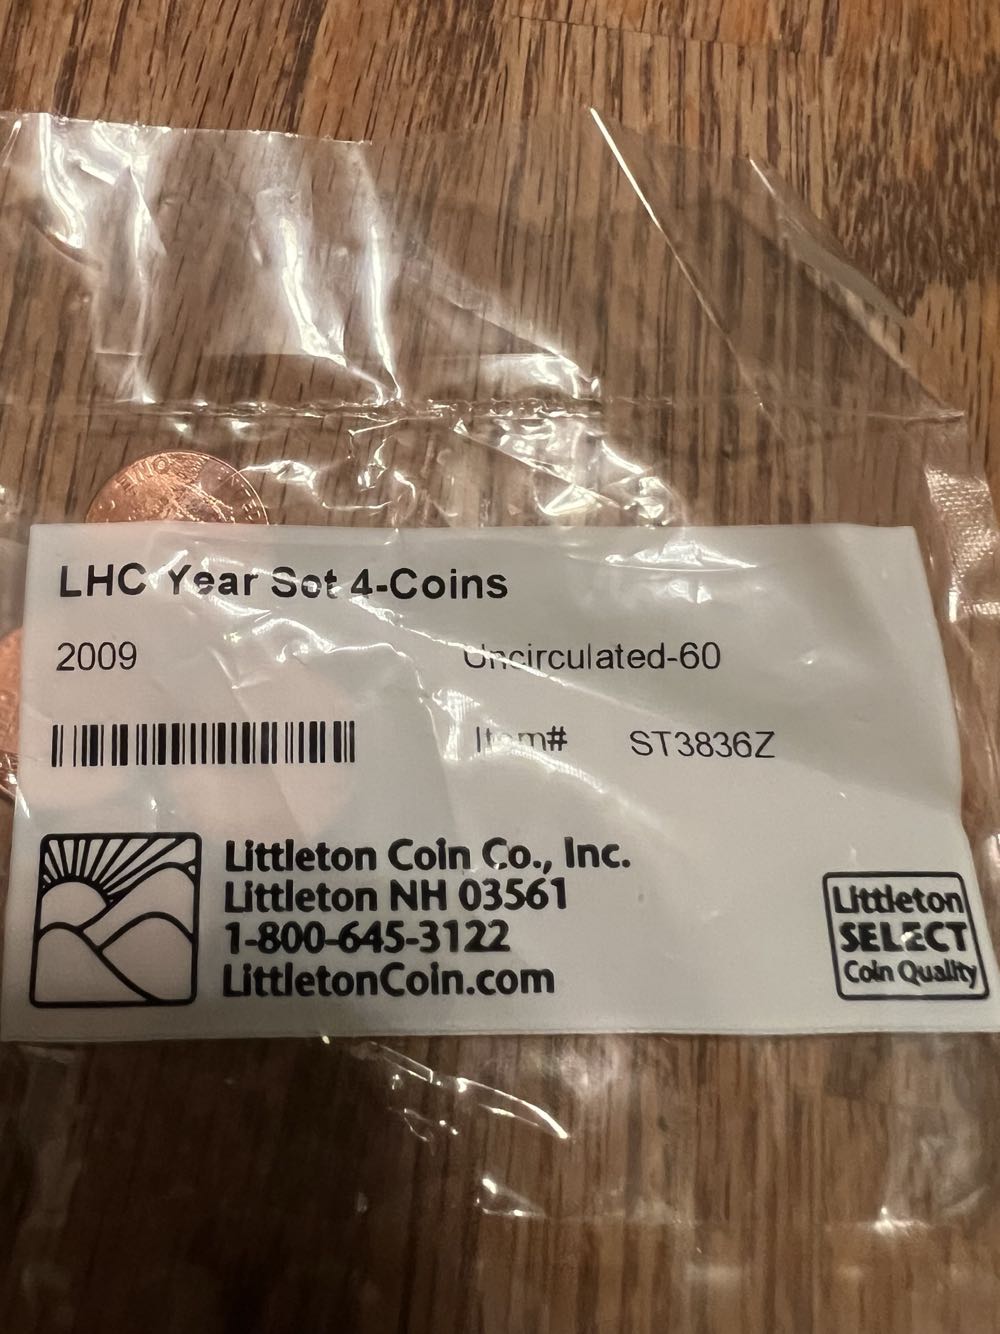 LHC Year Set 4-Coins
2009 Uncirculated-60
Item# ST3836Z
Littleton Coin Co., Inc.
Littleton NH 03561
1-800-645-3122
LittletonCoin.com
Littleton
SELECT
Coin Quality